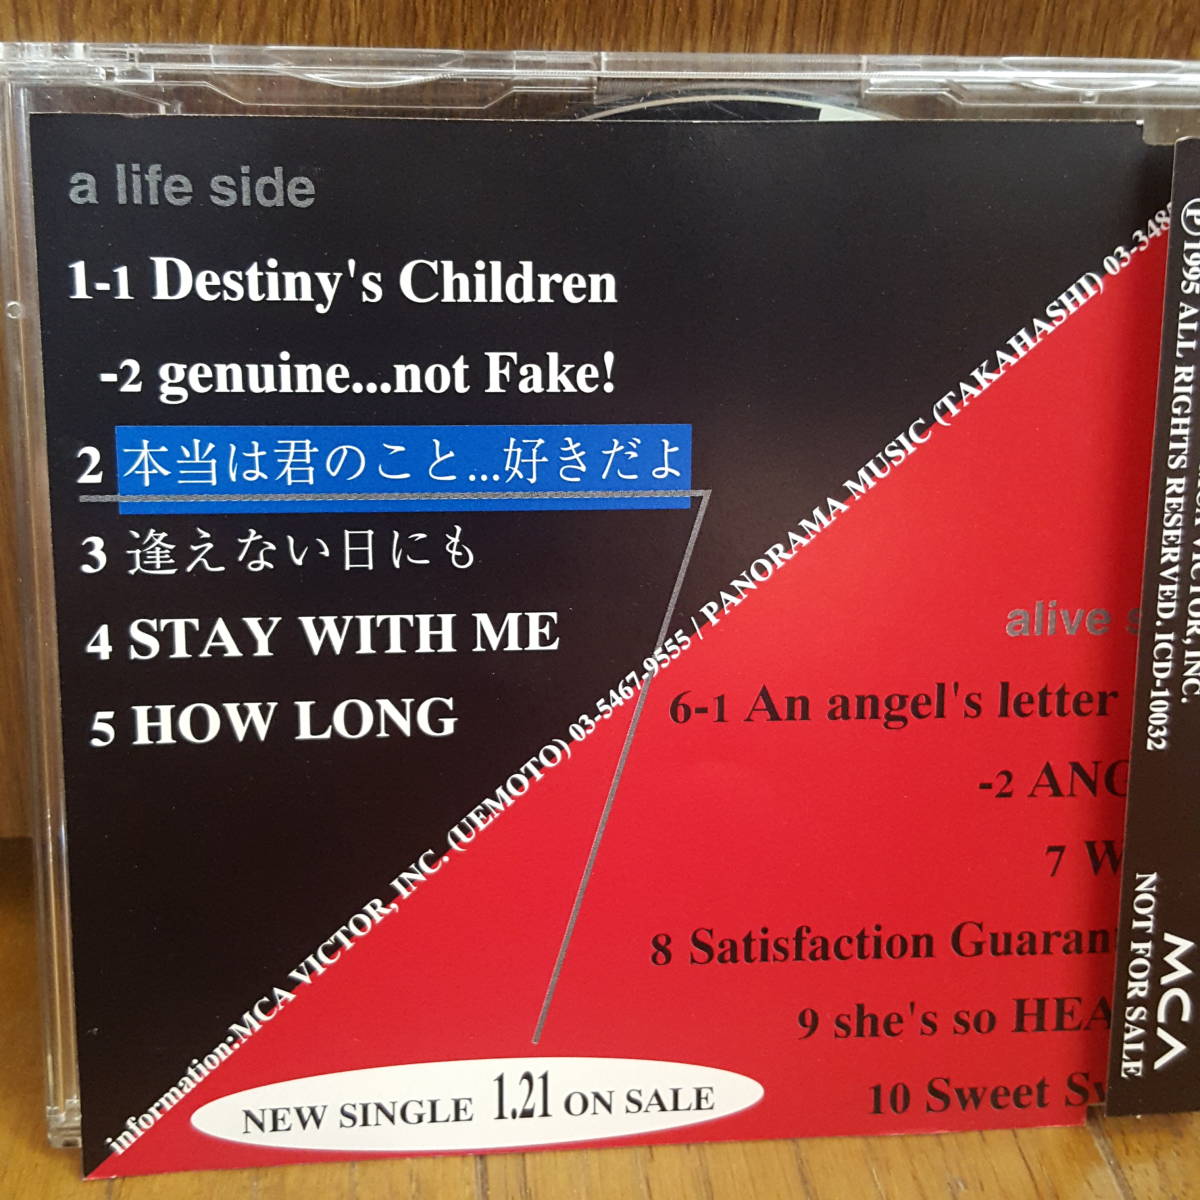 a life side
1-1 Destiny's Children
-2 genuine...not Fake!
2 本当は君のこと...好きだよ
3 逢えない日にも
4 STAY WITH ME
5 HOW LONG
information:MCA VICTOR, INC. (UEMOTO) 03-5467-9555 / PANORAMA MUSIC (TAKAHASHI) 03-348
alive
6-1 An angel's letter
-2 ANG
7 W
8 Satisfaction Guaran
9 she's so HEA
10 Sweet S
NEW SINGLE 1.21 ON SALE
VICTOR, INC.
Ⓟ1995 ALL RIGHTS RESERVED. ICD-10032
MCA
NOT FOR SALE